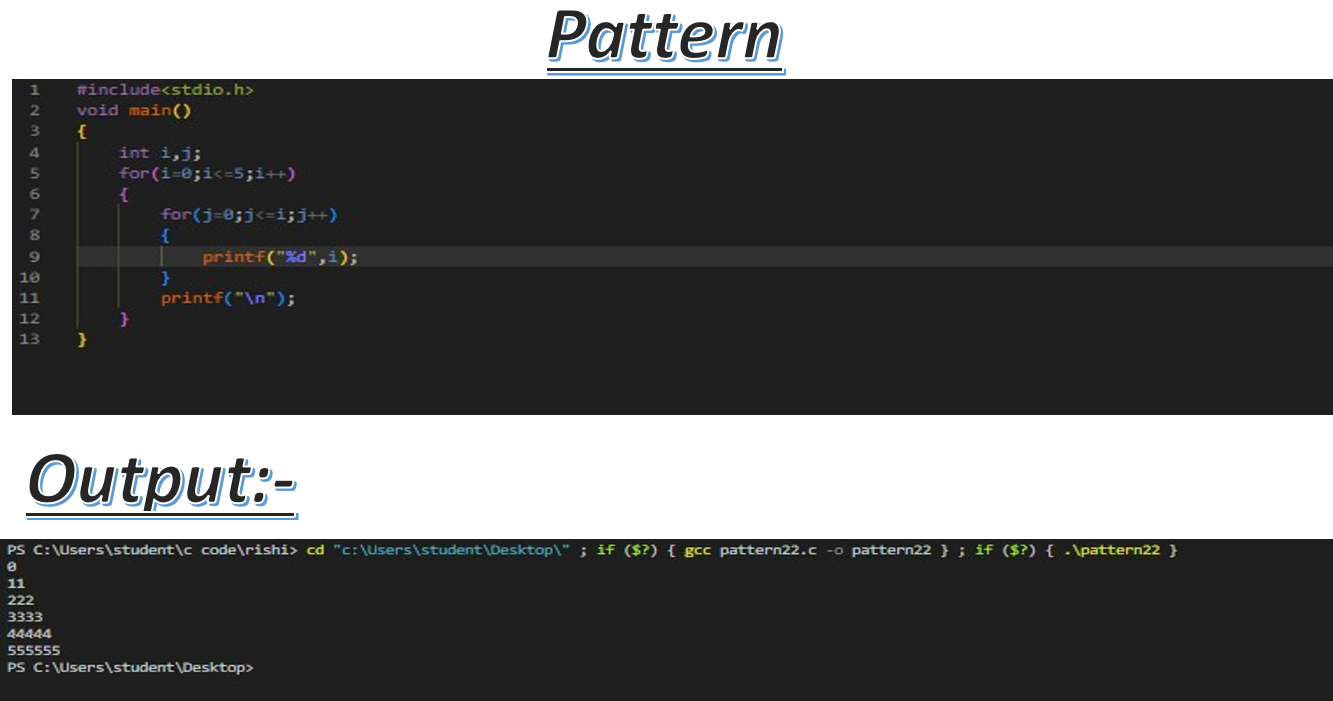 Pattern
1 #include<stdio.h>
2 void main()
3 {
4     int i,j;
5     for(i=0;i<=5;i++)
6     {
7         for(j=0;j<=i;j++)
8         {
9             printf("%d",i);
10         }
11         printf("\n");
12     }
13 }
Output:-
PS C:\Users\student\c code\rishi> cd "c:\Users\student\Desktop\" ; if ($?) { gcc pattern22.c -o pattern22 } ; if ($?) { .\pattern22 }
0
11
222
3333
44444
555555
PS C:\Users\student\Desktop>